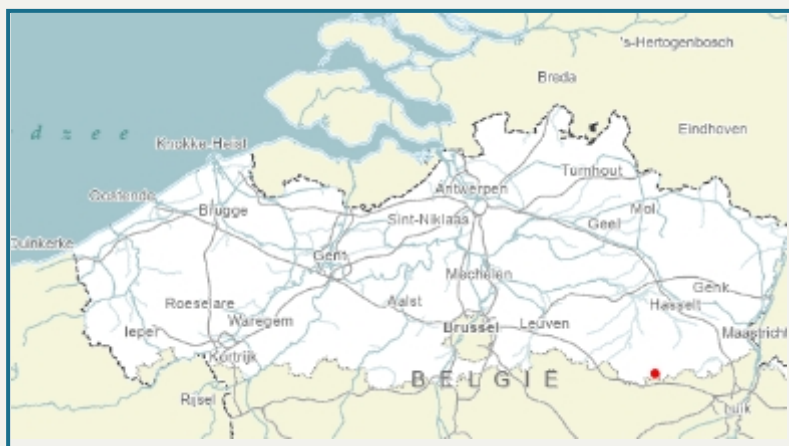 's-Hertogenbosch
Breda
Eindhoven
d z e e
Knokke-Heist
Turnhout
Antwerpen
Oostende
Brugge
Sint-Niklaas
Mol
Geel
Duinkerke
Gent
Mechelen
Genk
Roeselare
Aalst
Hasselt
Ieper
Waregem
Brussel
Leuven
Maastricht
Kortrijk
BELGIË
Rijsel
Luik